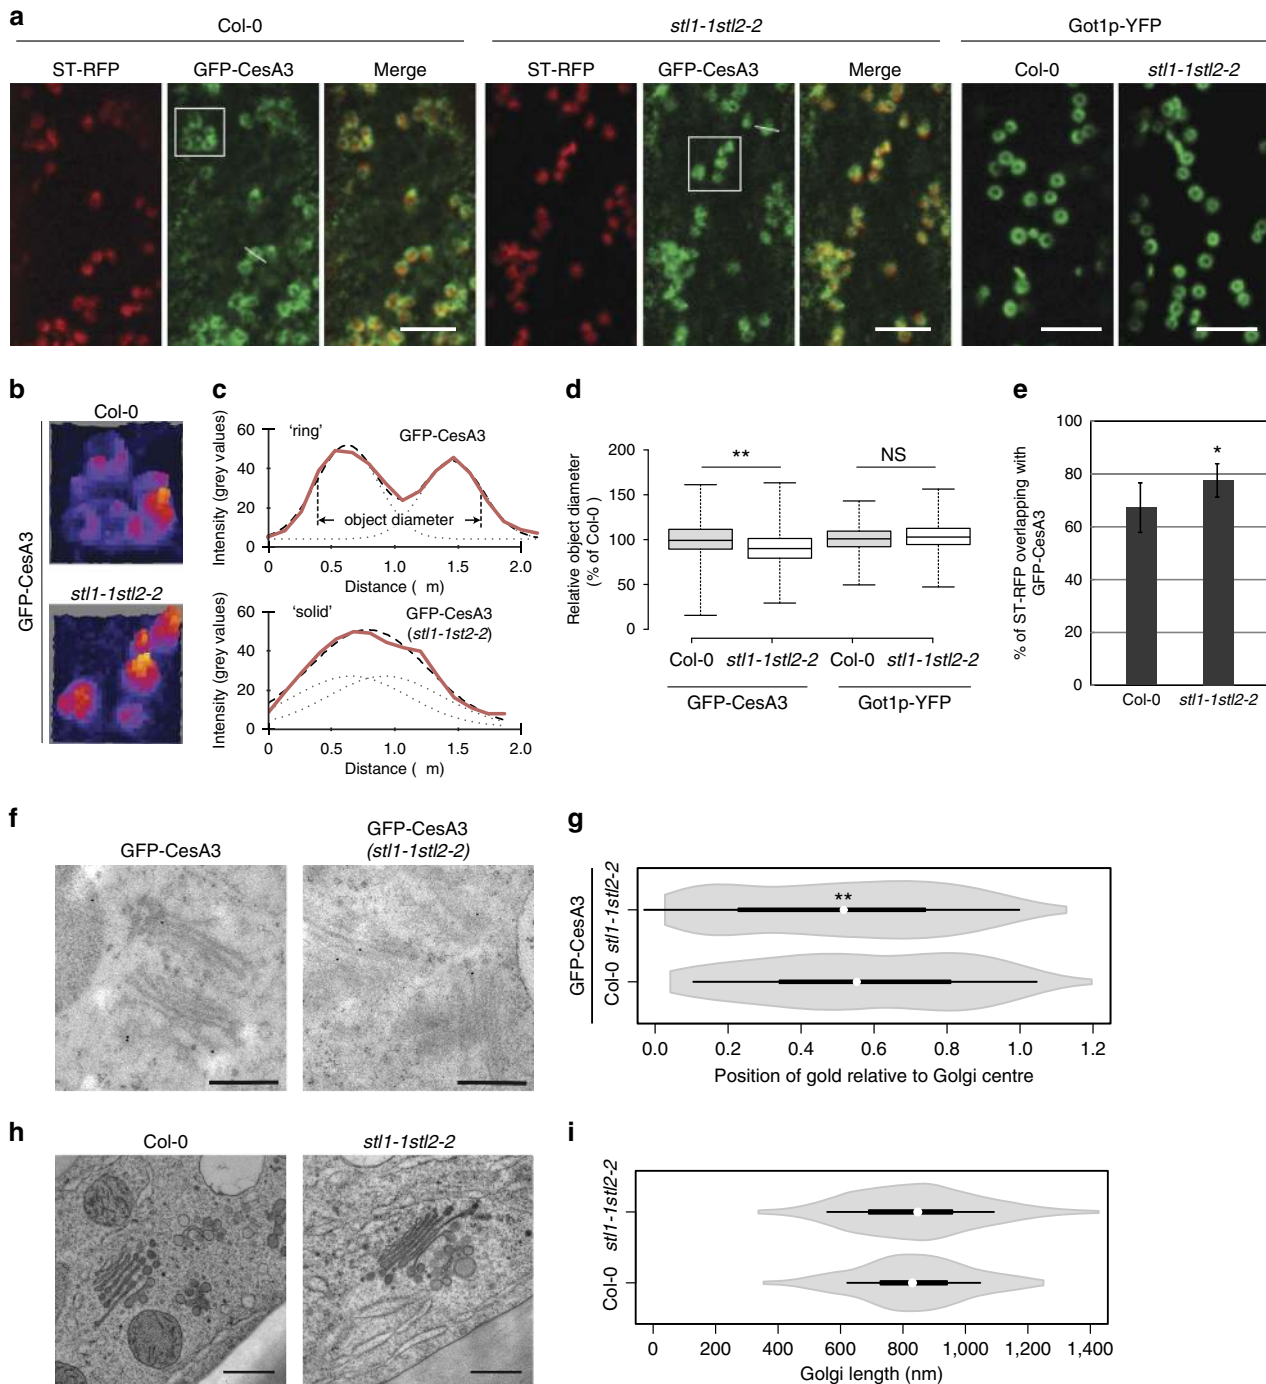 a
Col-0
stl1-1stl2-2
Got1p-YFP
ST-RFP
GFP-CesA3
Merge
ST-RFP
GFP-CesA3
Merge
Col-0
stl1-1stl2-2
b
GFP-CesA3
Col-0
stl1-1stl2-2
c
Intensity (grey values)
60
40
20
0
'ring'
GFP-CesA3
object diameter
0
0.5
1.0
1.5
2.0
Distance ( m)
Intensity (grey values)
60
40
20
0
'solid'
GFP-CesA3
(stl1-1st2-2)
0
0.5
1.0
1.5
2.0
Distance ( m)
d
Relative object diameter
(% of Col-0 )
200
150
100
50
0
**
NS
Col-0
stl1-1stl2-2
Col-0
stl1-1stl2-2
GFP-CesA3
Got1p-YFP
e
% of ST-RFP overlapping with
GFP-CesA3
100
80
60
40
20
0
*
Col-0
stl1-1stl2-2
f
GFP-CesA3
GFP-CesA3
(stl1-1stl2-2)
g
GFP-CesA3
Col-0 stl1-1stl2-2
**
0.0
0.2
0.4
0.6
0.8
1.0
1.2
Position of gold relative to Golgi centre
h
Col-0
stl1-1stl2-2
i
Col-0 stl1-1stl2-2
0
200
400
600
800
1,000
1,200
1,400
Golgi length (nm)